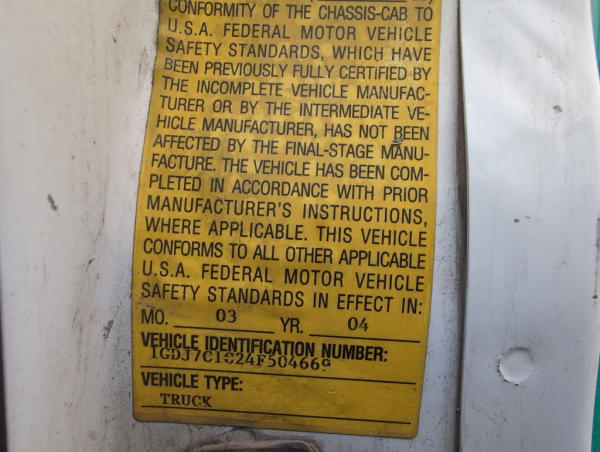 CONFORMITY OF THE CHASSIS-CAB TO
U.S.A. FEDERAL MOTOR VEHICLE
SAFETY STANDARDS, WHICH HAVE
BEEN PREVIOUSLY FULLY CERTIFIED BY
THE INCOMPLETE VEHICLE MANUFAC-
TURER OR BY THE INTERMEDIATE VE-
HICLE MANUFACTURER, HAS NOT BEEN
AFFECTED BY THE FINAL-STAGE MANU-
FACTURE. THE VEHICLE HAS BEEN COM-
PLETED IN ACCORDANCE WITH PRIOR
MANUFACTURER'S INSTRUCTIONS,
WHERE APPLICABLE. THIS VEHICLE
CONFORMS TO ALL OTHER APPLICABLE
U.S.A. FEDERAL MOTOR VEHICLE
SAFETY STANDARDS IN EFFECT IN:
MO. 03 YR. 04
VEHICLE IDENTIFICATION NUMBER:
1GDJ7C1C24F504669
VEHICLE TYPE:
TRUCK